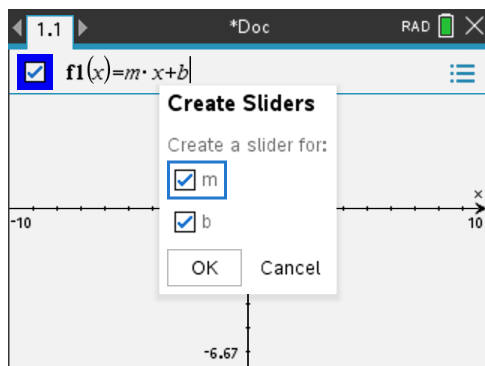 1.1 *Doc RAD
f1(x)=m· x+b
Create Sliders
Create a slider for:
m
b
OK Cancel
x
-10 10
-6.67